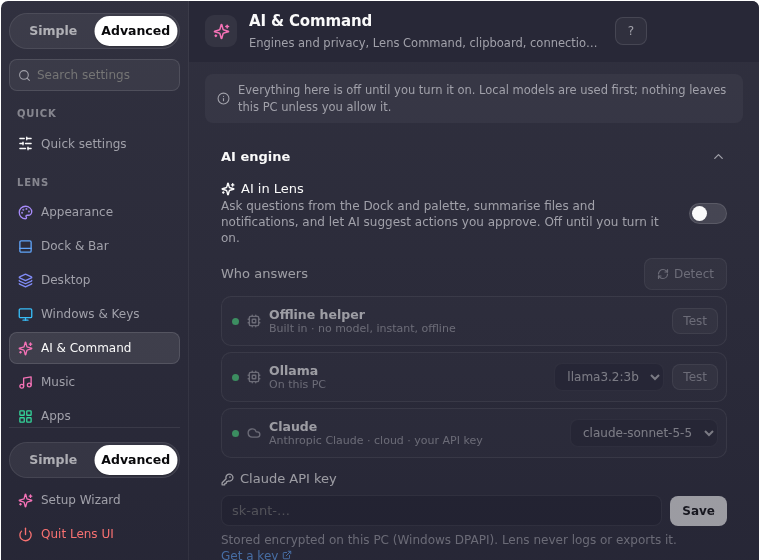 Simple Advanced
Search settings
QUICK
Quick settings
LENS
Appearance
Dock & Bar
Desktop
Windows & Keys
AI & Command
Music
Apps
Simple Advanced
Setup Wizard
Quit Lens UI
AI & Command
Engines and privacy, Lens Command, clipboard, connectio...
?
Everything here is off until you turn it on. Local models are used first; nothing leaves
this PC unless you allow it.
AI engine
AI in Lens
Ask questions from the Dock and palette, summarise files and
notifications, and let AI suggest actions you approve. Off until you turn it
on.
Who answers
Detect
Offline helper
Built in · no model, instant, offline
Test
Ollama
On this PC
llama3.2:3b
Test
Claude
Anthropic Claude · cloud · your API key
claude-sonnet-5-5
Claude API key
sk-ant-...
Save
Stored encrypted on this PC (Windows DPAPI). Lens never logs or exports it.
Get a key